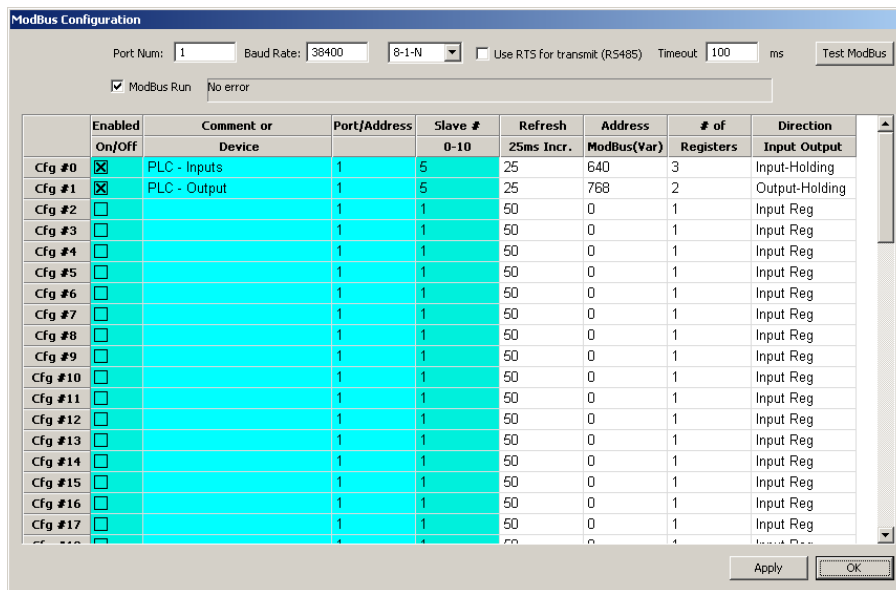 ModBus Configuration
Port Num: 1 Baud Rate: 38400 8-1-N Use RTS for transmit (RS485) Timeout 100 ms Test ModBus
ModBus Run No error
Enabled Comment or Port/Address Slave # Refresh Address # of Direction
On/Off Device 0-10 25ms Incr. ModBus(Var) Registers Input Output
Cfg #0 PLC - Inputs 1 5 25 640 3 Input-Holding
Cfg #1 PLC - Output 1 5 25 768 2 Output-Holding
Cfg #2 1 1 50 0 1 Input Reg
Cfg #3 1 1 50 0 1 Input Reg
Cfg #4 1 1 50 0 1 Input Reg
Cfg #5 1 1 50 0 1 Input Reg
Cfg #6 1 1 50 0 1 Input Reg
Cfg #7 1 1 50 0 1 Input Reg
Cfg #8 1 1 50 0 1 Input Reg
Cfg #9 1 1 50 0 1 Input Reg
Cfg #10 1 1 50 0 1 Input Reg
Cfg #11 1 1 50 0 1 Input Reg
Cfg #12 1 1 50 0 1 Input Reg
Cfg #13 1 1 50 0 1 Input Reg
Cfg #14 1 1 50 0 1 Input Reg
Cfg #15 1 1 50 0 1 Input Reg
Cfg #16 1 1 50 0 1 Input Reg
Cfg #17 1 1 50 0 1 Input Reg
Apply OK